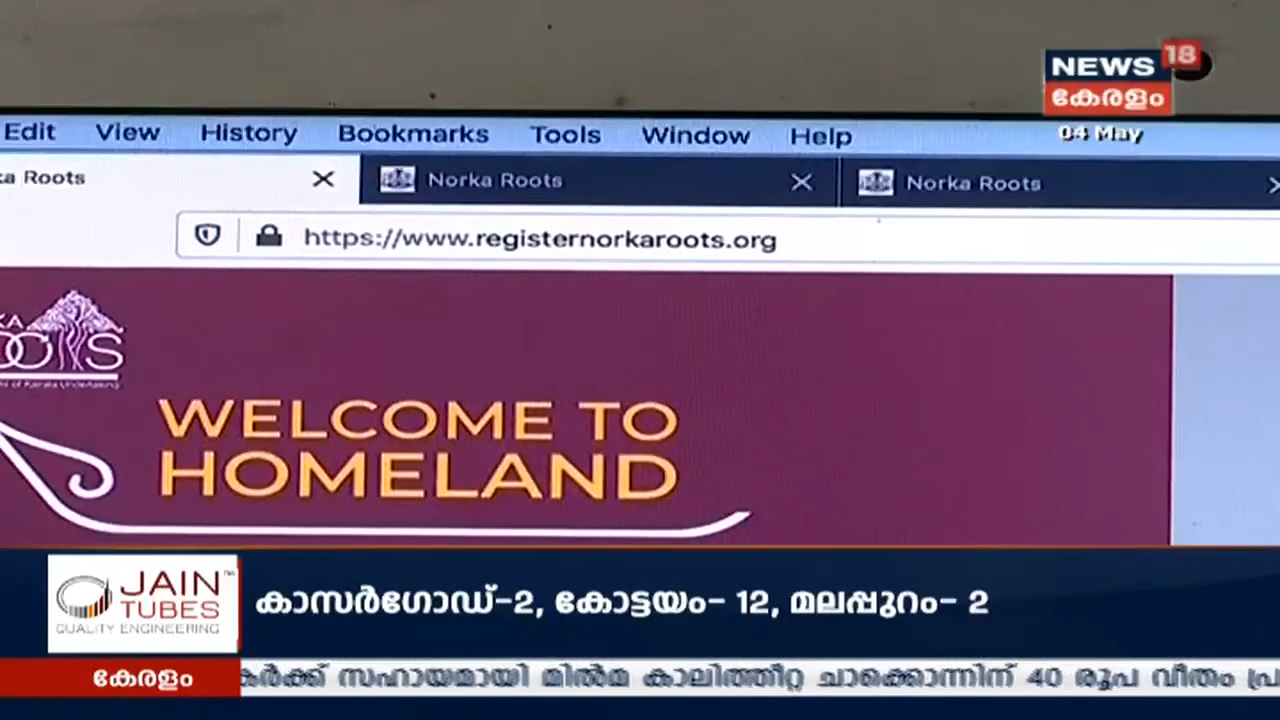 NEWS 18
കേരളം
04 May
Edit View History Bookmarks Tools Window Help
Roots
Norka Roots
Norka Roots
https://www.registernorkaroots.org
WELCOME TO
HOMELAND
JAIN
TUBES
QUALITY ENGINEERING
കാസർഗോഡ്-2, കോട്ടയം- 12, മലപ്പുറം- 2
കേരളം
സഹായമായി മിൽമ കാലിത്തീറ്റ ചാക്കൊന്നിന് 40 രൂപ വീതം